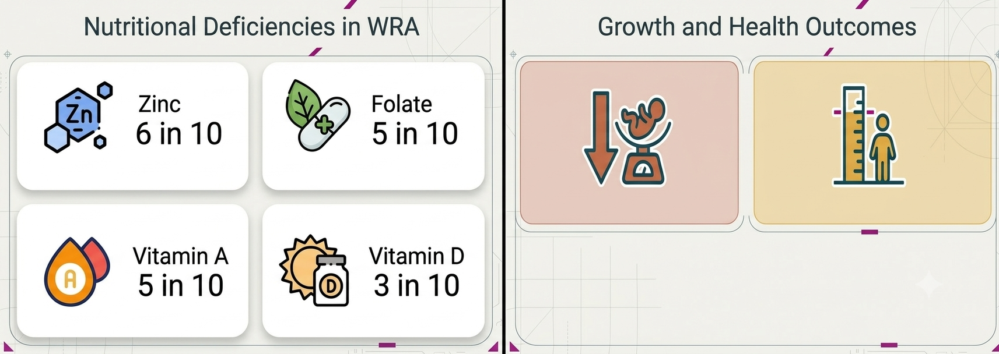 Nutritional Deficiencies in WRA
Zn
Zinc
6 in 10
Folate
5 in 10
A
Vitamin A
5 in 10
D
Vitamin D
3 in 10
Growth and Health Outcomes